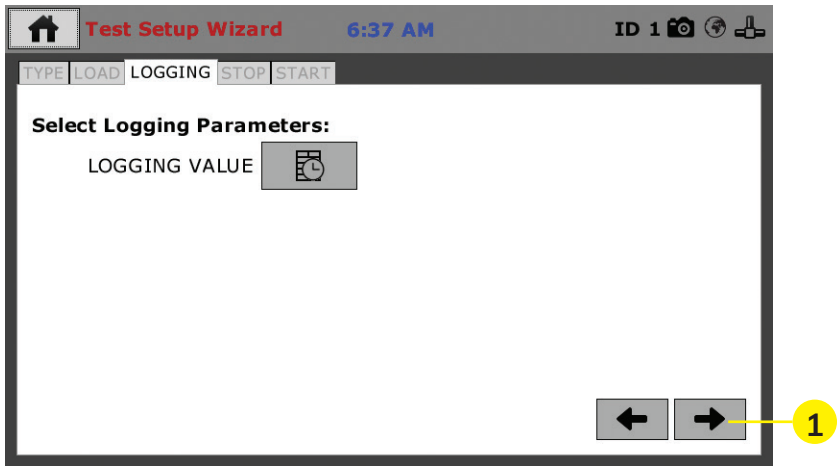 Test Setup Wizard 6:37 AM ID 1
TYPE LOAD LOGGING STOP START
Select Logging Parameters:
LOGGING VALUE
1